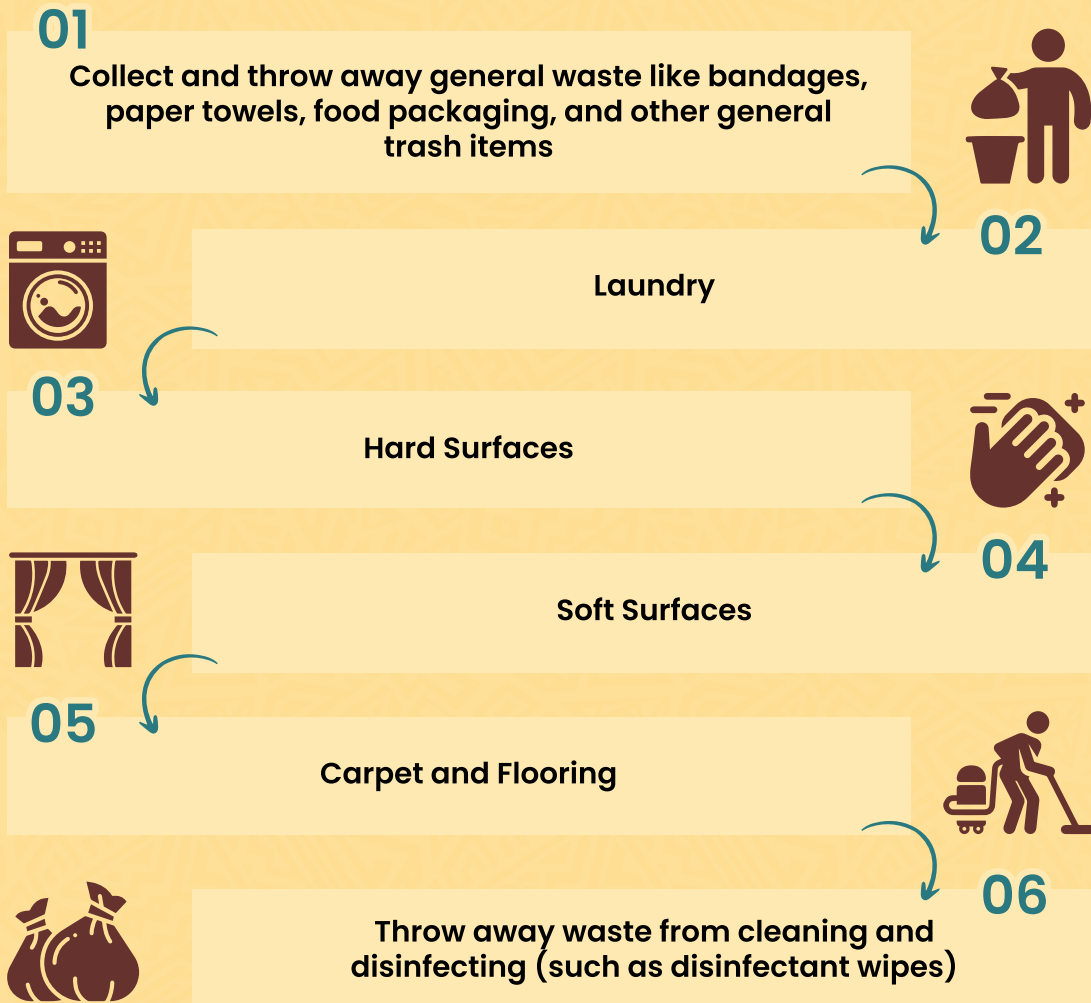 01
Collect and throw away general waste like bandages,
paper towels, food packaging, and other general
trash items
02
Laundry
03
Hard Surfaces
04
Soft Surfaces
05
Carpet and Flooring
06
Throw away waste from cleaning and
disinfecting (such as disinfectant wipes)